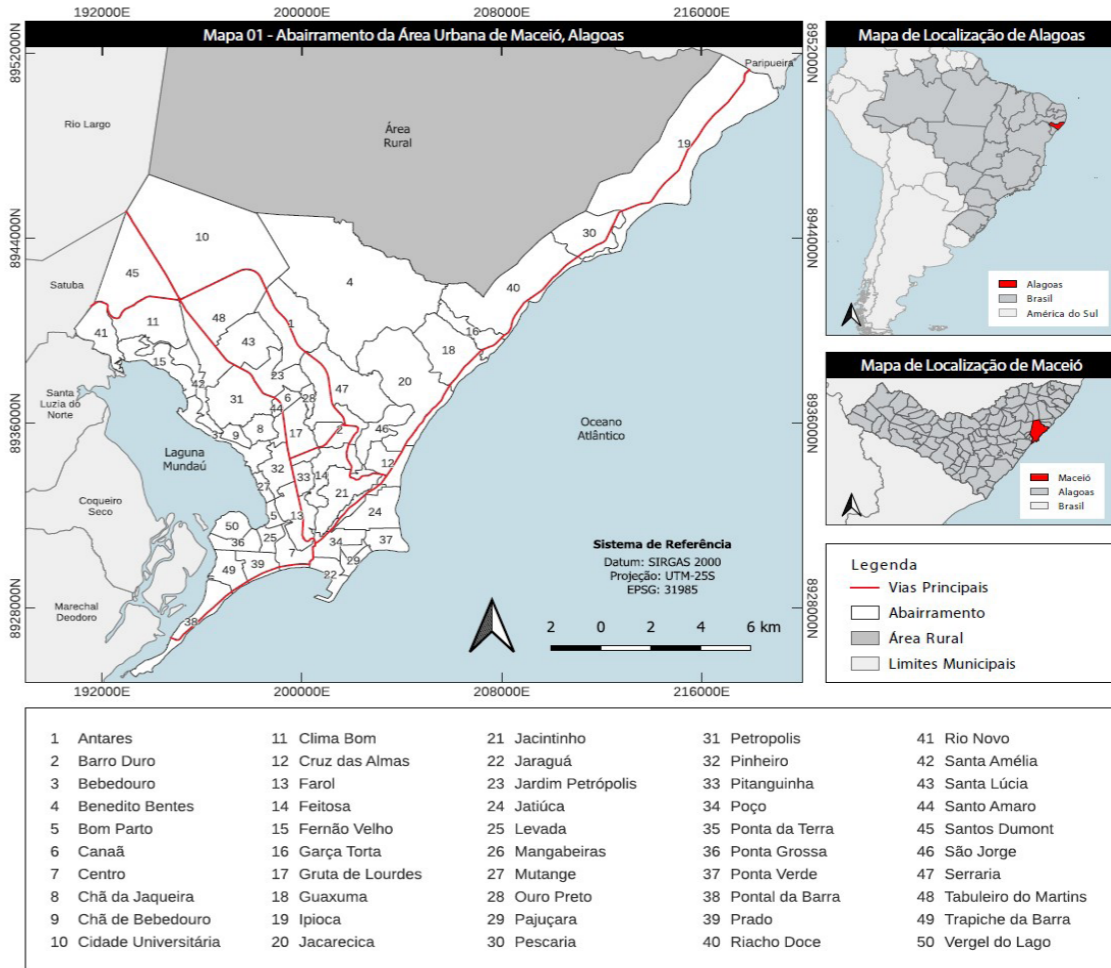 192000E 200000E 208000E 216000E
Mapa 01 - Abairramento da Área Urbana de Maceió, Alagoas
8952000N
8944000N
8936000N
8928000N
8952000N
8944000N
8936000N
8928000N
Paripueira
Rio Largo
Área
Rural
19
30
10
45
4
40
Satuba
48
1
11
41
16
43
18
15
20
7
23
47
42
Santa
Luzia do
Norte
31
6
28
44
Oceano
Atlântico
8
2
46
37
9
17
Laguna
Mundaú
32
12
33
14
27
21
Coqueiro
Seco
24
5
13
50
25
36
34
37
7
29
49
39
22
Marechal
Deodoro
38
Sistema de Referência
Datum: SIRGAS 2000
Projeção: UTM-25S
EPSG: 31985
2 0 2 4 6 km
192000E 200000E 208000E 216000E
Mapa de Localização de Alagoas
Alagoas
Brasil
América do Sul
Mapa de Localização de Maceió
Maceió
Alagoas
Brasil
Legenda
Vias Principais
Abairramento
Área Rural
Limites Municipais
1 Antares
2 Barro Duro
3 Bebedouro
4 Benedito Bentes
5 Bom Parto
6 Canaã
7 Centro
8 Chã da Jaqueira
9 Chã de Bebedouro
10 Cidade Universitária
11 Clima Bom
12 Cruz das Almas
13 Farol
14 Feitosa
15 Fernão Velho
16 Garça Torta
17 Gruta de Lourdes
18 Guaxuma
19 Ipioca
20 Jacarecica
21 Jacintinho
22 Jaraguá
23 Jardim Petrópolis
24 Jatiúca
25 Levada
26 Mangabeiras
27 Mutange
28 Ouro Preto
29 Pajuçara
30 Pescaria
31 Petropolis
32 Pinheiro
33 Pitanguinha
34 Poço
35 Ponta da Terra
36 Ponta Grossa
37 Ponta Verde
38 Pontal da Barra
39 Prado
40 Riacho Doce
41 Rio Novo
42 Santa Amélia
43 Santa Lúcia
44 Santo Amaro
45 Santos Dumont
46 São Jorge
47 Serraria
48 Tabuleiro do Martins
49 Trapiche da Barra
50 Vergel do Lago